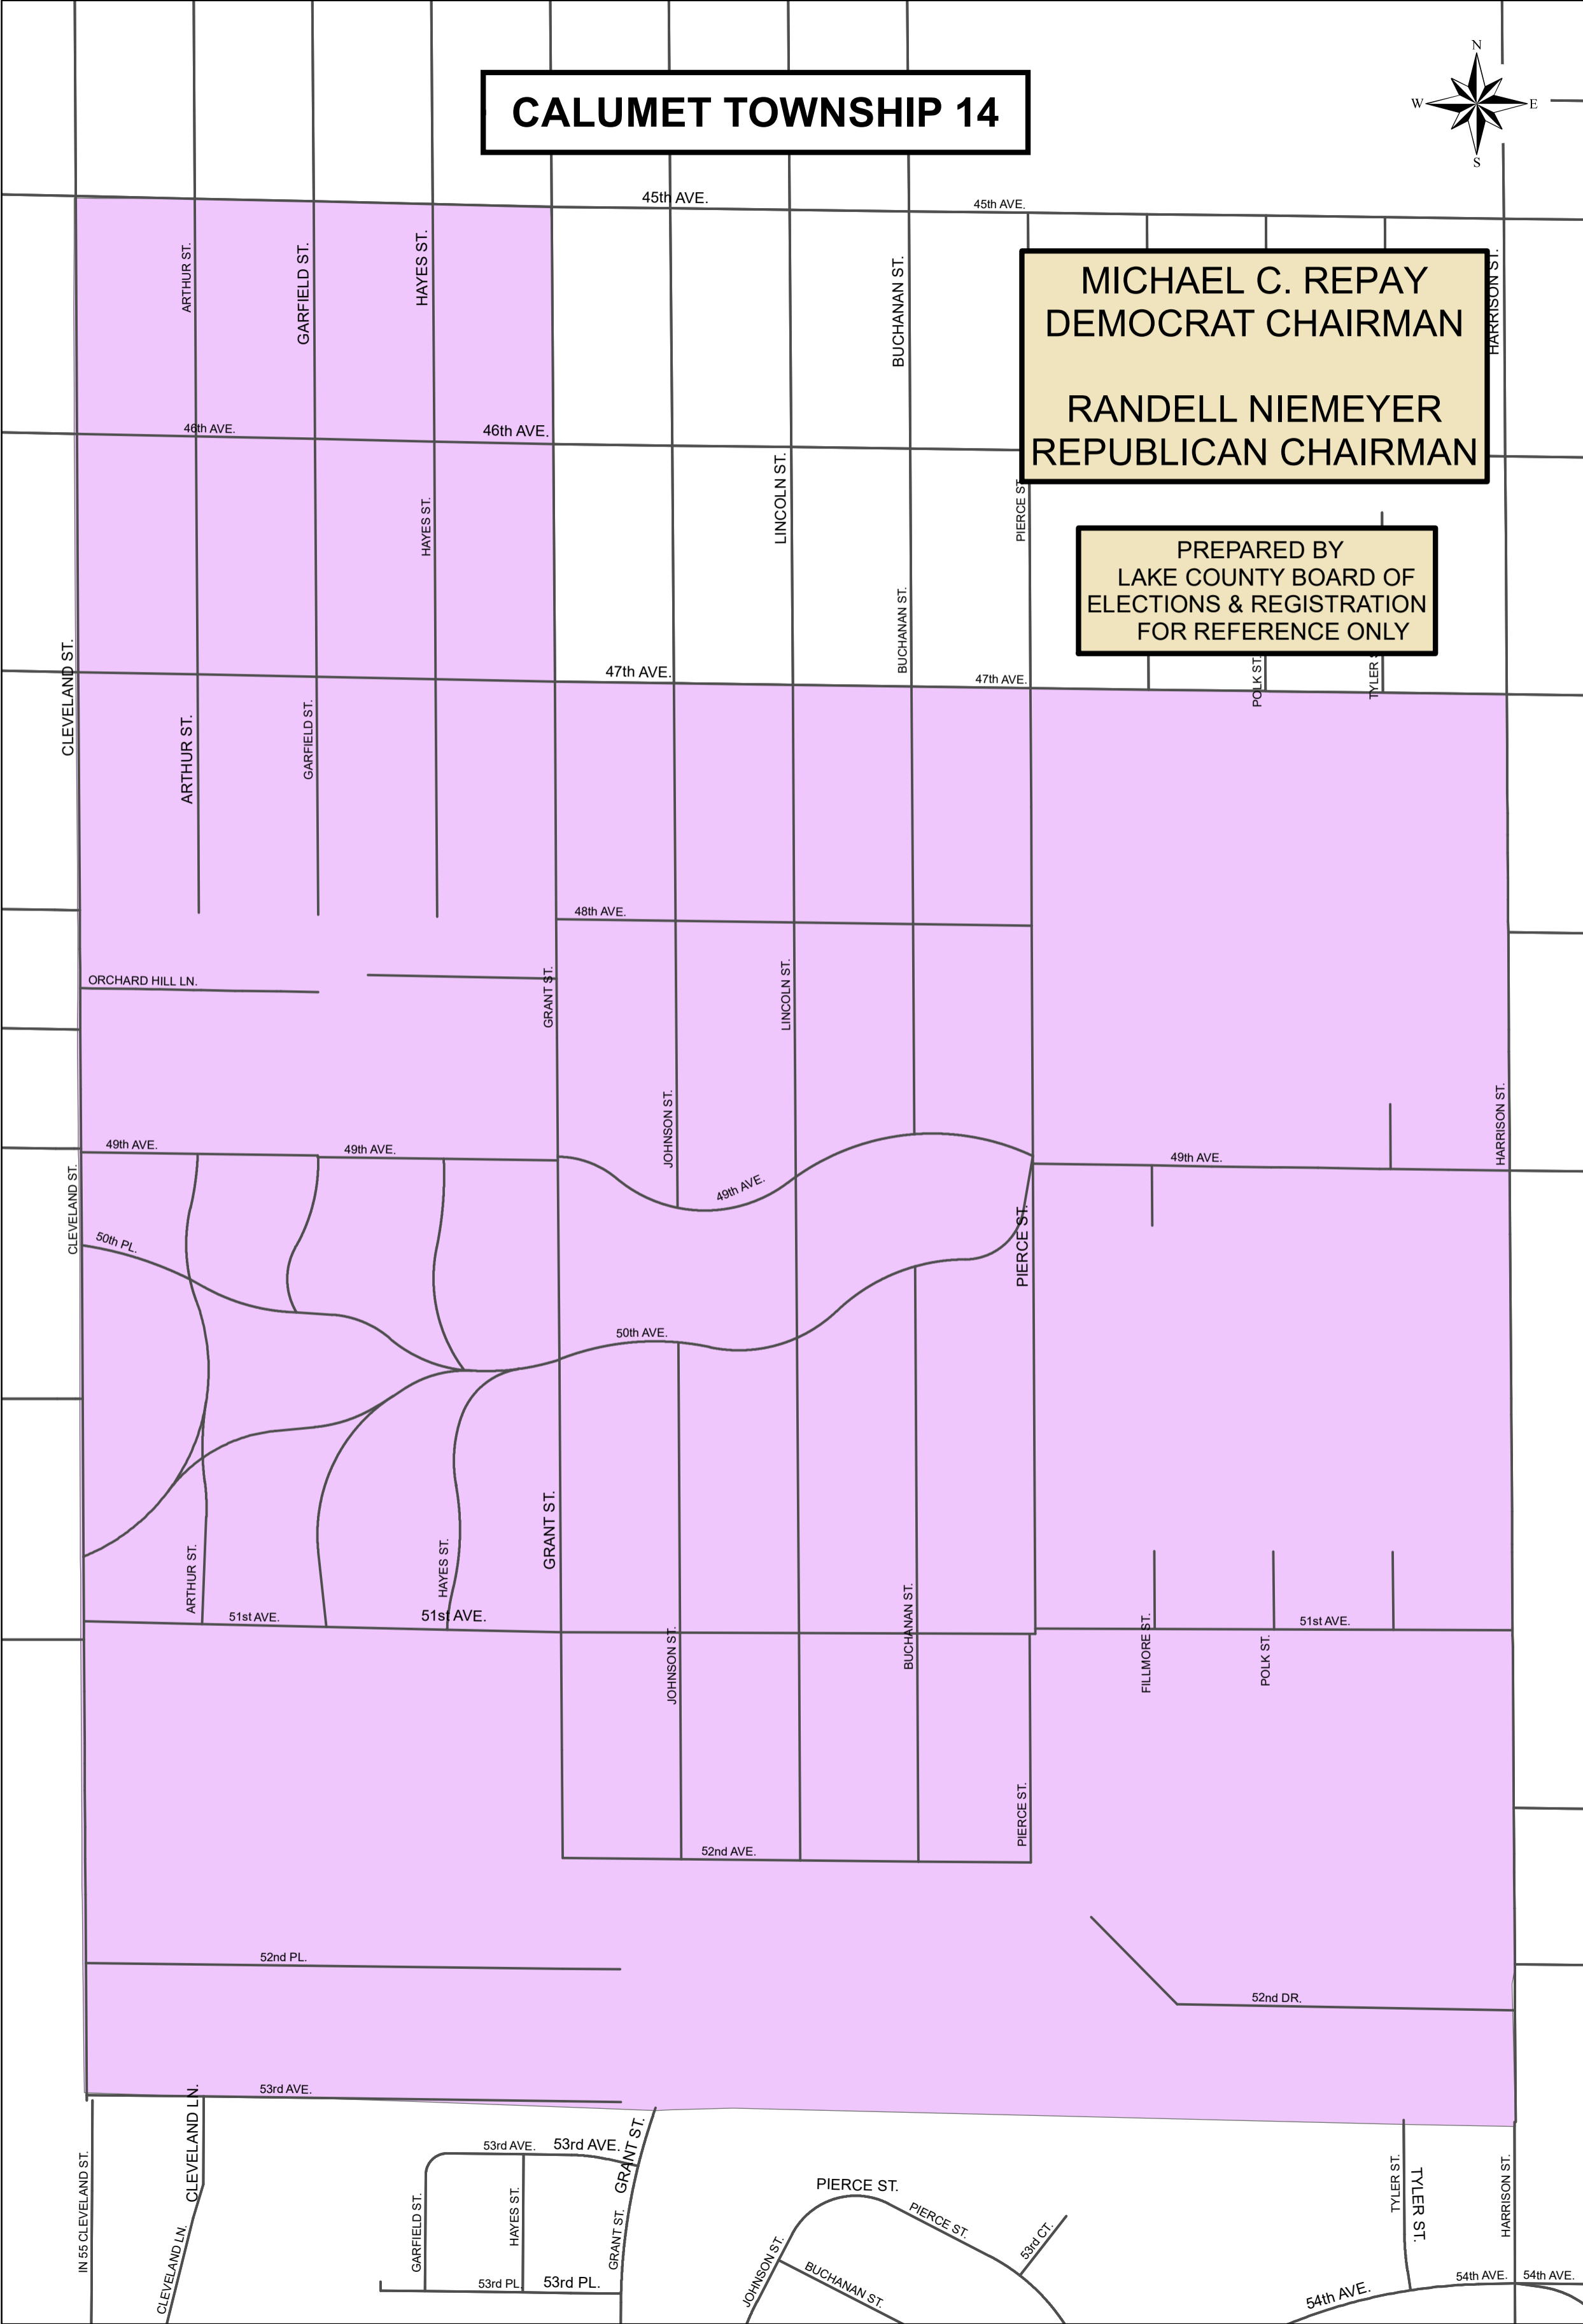 N
W E
S
CALUMET TOWNSHIP 14
45th AVE.
45th AVE.
ARTHUR ST.
GARFIELD ST.
HAYES ST.
BUCHANAN ST.
HARRISON ST.
MICHAEL C. REPAY
DEMOCRAT CHAIRMAN
RANDELL NIEMEYER
REPUBLICAN CHAIRMAN
46th AVE.
46th AVE.
HAYES ST.
LINCOLN ST.
PIERCE ST
PREPARED BY
LAKE COUNTY BOARD OF
ELECTIONS & REGISTRATION
FOR REFERENCE ONLY
BUCHANAN ST.
CLEVELAND ST.
47th AVE.
47th AVE.
POLK ST.
TYLER S
ARTHUR ST.
GARFIELD ST.
48th AVE.
ORCHARD HILL LN.
GRANT ST.
LINCOLN ST.
JOHNSON ST.
HARRISON ST.
49th AVE.
49th AVE.
49th AVE.
49th AVE.
CLEVELAND ST.
50th PL.
PIERCE ST.
50th AVE.
GRANT ST.
ARTHUR ST.
HAYES ST.
51st AVE.
51st AVE.
51st AVE.
JOHNSON ST.
BUCHANAN ST.
FILLMORE ST.
POLK ST.
PIERCE ST.
52nd AVE.
52nd PL.
52nd DR.
53rd AVE.
CLEVELAND LN.
IN 55 CLEVELAND ST.
CLEVELAND LN.
53rd AVE.
53rd AVE.
GRANT ST.
GARFIELD ST.
HAYES ST.
GRANT ST.
53rd PL.
53rd PL.
PIERCE ST.
PIERCE ST.
53rd CT.
JOHNSON ST.
BUCHANAN ST.
TYLER ST.
TYLER ST.
HARRISON ST.
54th AVE.
54th AVE.
54th AVE.